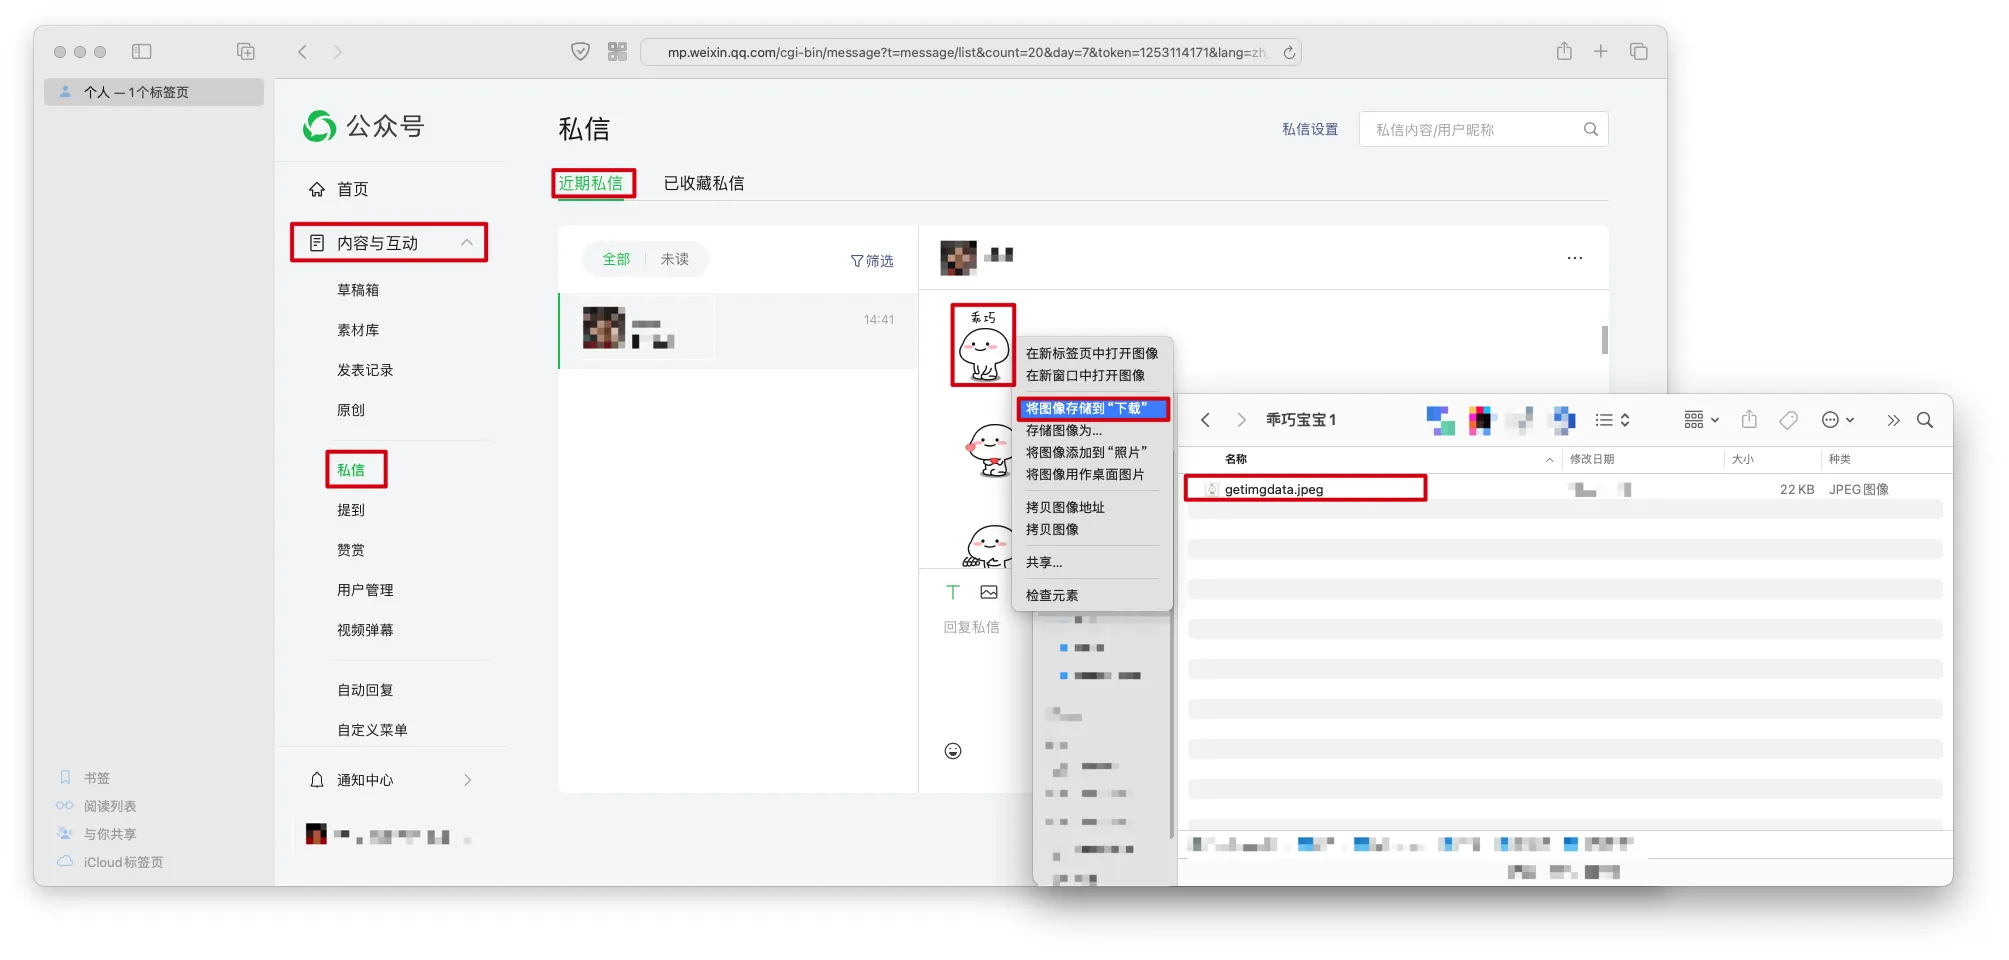 mp.weixin.qq.com/cgi-bin/message?t=message/list&count=20&day=7&token=1253114171&lang=zh_
个人 — 1个标签页
书签
阅读列表
与你共享
iCloud标签页
公众号
首页
内容与互动
草稿箱
素材库
发表记录
原创
私信
提到
赞赏
用户管理
视频弹幕
自动回复
自定义菜单
通知中心
私信
私信设置
私信内容/用户昵称
近期私信
已收藏私信
全部
未读
筛选
14:41
乖巧
回复私信
在新标签页中打开图像
在新窗口中打开图像
将图像存储到“下载”
存储图像为...
将图像添加到“照片”
将图像用作桌面图片
拷贝图像地址
拷贝图像
共享...
检查元素
乖巧宝宝1
名称
修改日期
大小
种类
getimgdata.jpeg
22 KB
JPEG图像